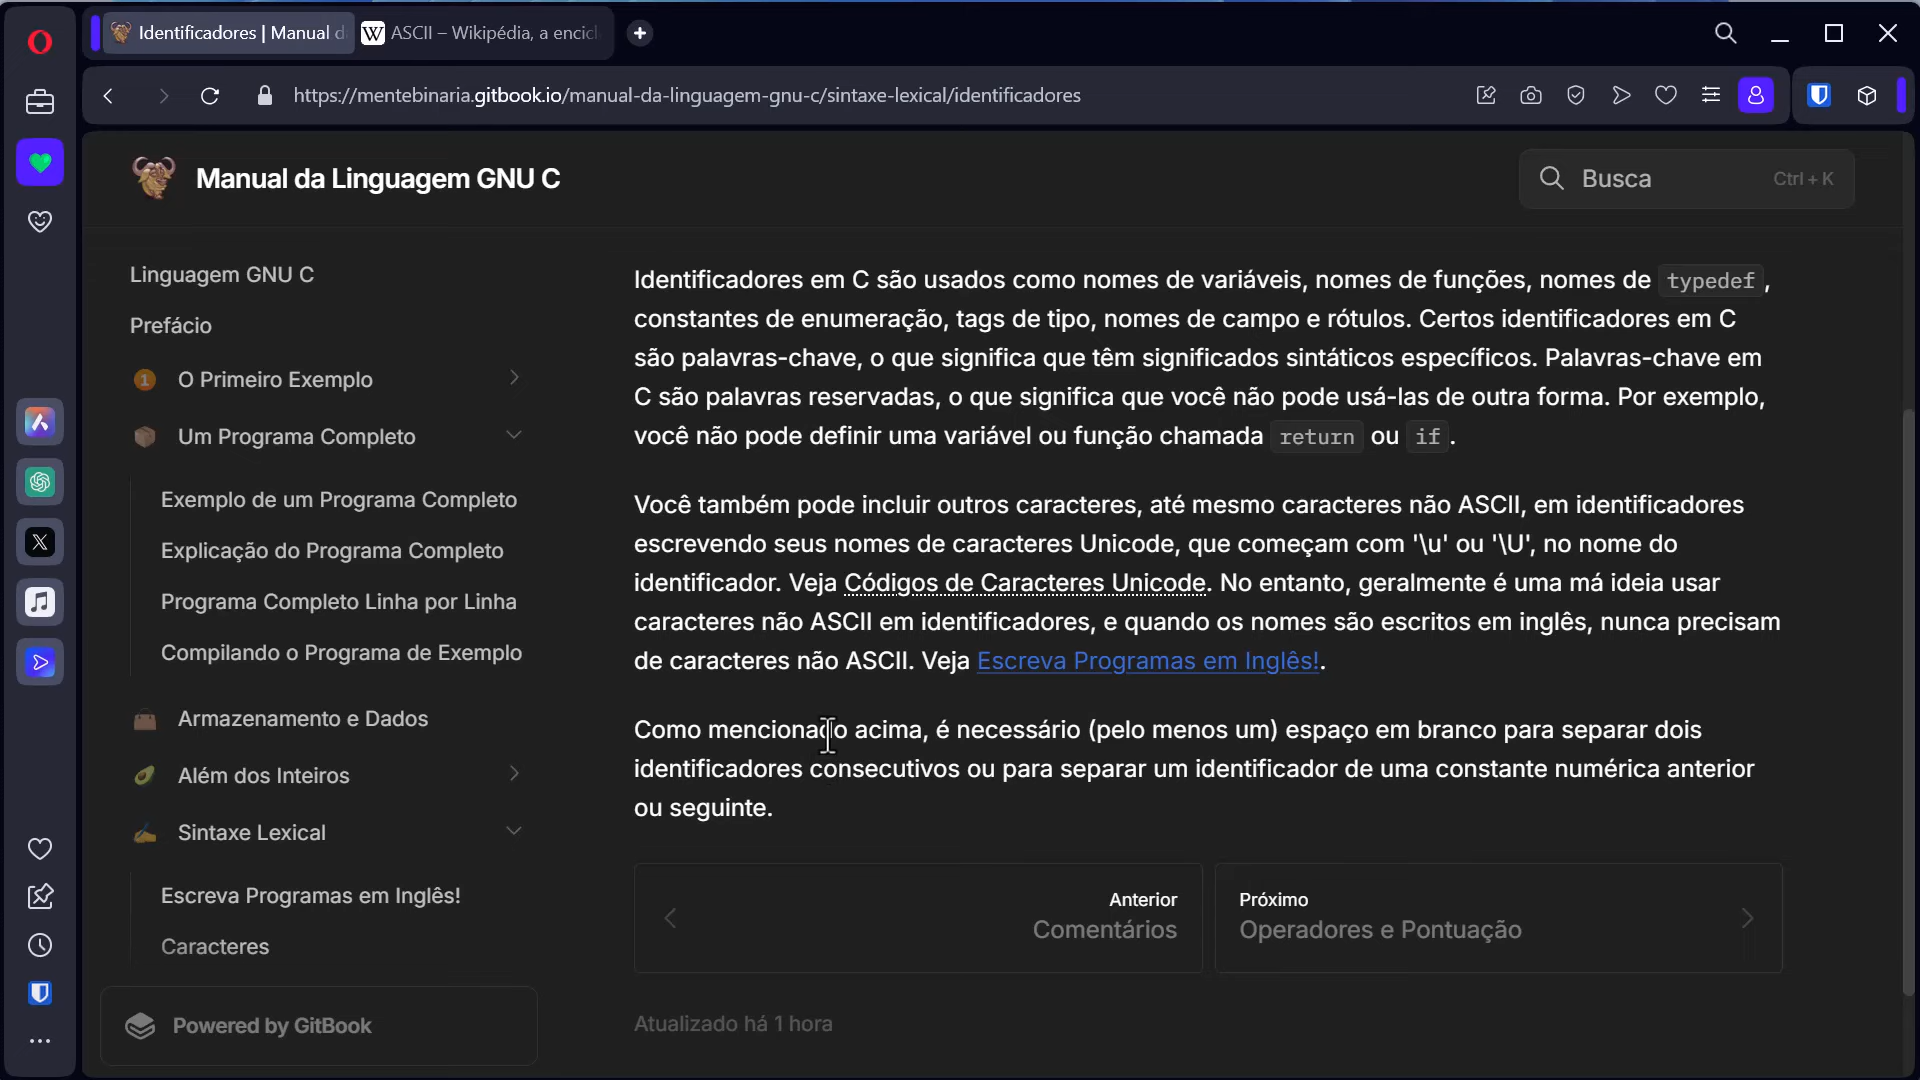 Identificadores | Manual d
ASCII – Wikipédia, a encicl
https://mentebinaria.gitbook.io/manual-da-linguagem-gnu-c/sintaxe-lexical/identificadores
Manual da Linguagem GNU C
Busca
Ctrl + K
Linguagem GNU C
Prefácio
1 O Primeiro Exemplo
Um Programa Completo
Exemplo de um Programa Completo
Explicação do Programa Completo
Programa Completo Linha por Linha
Compilando o Programa de Exemplo
Armazenamento e Dados
Além dos Inteiros
Sintaxe Lexical
Escreva Programas em Inglês!
Caracteres
Powered by GitBook
Identificadores em C são usados como nomes de variáveis, nomes de funções, nomes de typedef,
constantes de enumeração, tags de tipo, nomes de campo e rótulos. Certos identificadores em C
são palavras-chave, o que significa que têm significados sintáticos específicos. Palavras-chave em
C são palavras reservadas, o que significa que você não pode usá-las de outra forma. Por exemplo,
você não pode definir uma variável ou função chamada return ou if.
Você também pode incluir outros caracteres, até mesmo caracteres não ASCII, em identificadores
escrevendo seus nomes de caracteres Unicode, que começam com '\u' ou '\U', no nome do
identificador. Veja Códigos de Caracteres Unicode. No entanto, geralmente é uma má ideia usar
caracteres não ASCII em identificadores, e quando os nomes são escritos em inglês, nunca precisam
de caracteres não ASCII. Veja Escreva Programas em Inglês!.
Como mencionado acima, é necessário (pelo menos um) espaço em branco para separar dois
identificadores consecutivos ou para separar um identificador de uma constante numérica anterior
ou seguinte.
Anterior
Comentários
Próximo
Operadores e Pontuação
Atualizado há 1 hora